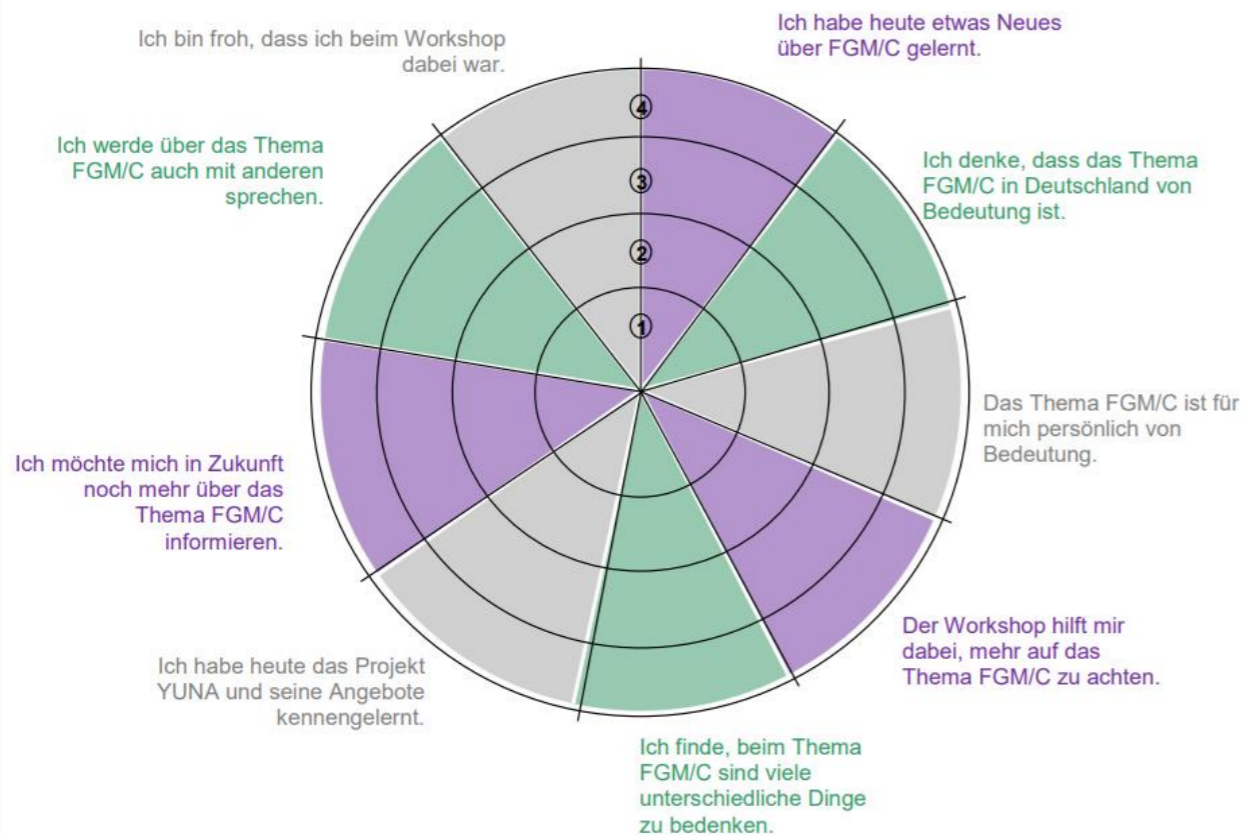 Ich habe heute etwas Neues
über FGM/C gelernt.
Ich denke, dass das Thema
FGM/C in Deutschland von
Bedeutung ist.
Das Thema FGM/C ist für
mich persönlich von
Bedeutung.
Der Workshop hilft mir
dabei, mehr auf das
Thema FGM/C zu achten.
Ich finde, beim Thema
FGM/C sind viele
unterschiedliche Dinge
zu bedenken.
Ich habe heute das Projekt
YUNA und seine Angebote
kennengelernt.
Ich möchte mich in Zukunft
noch mehr über das
Thema FGM/C
informieren.
Ich werde über das Thema
FGM/C auch mit anderen
sprechen.
Ich bin froh, dass ich beim Workshop
dabei war.
4
3
2
1